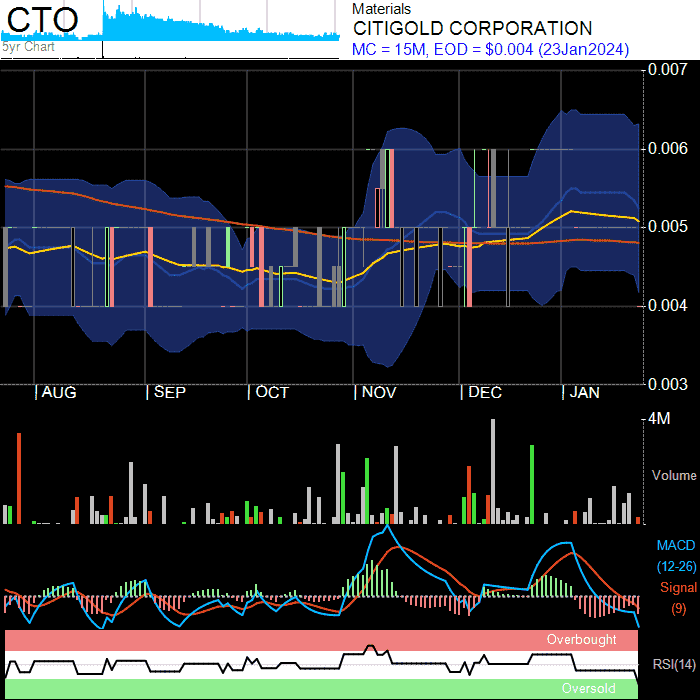 CTO
5yr Chart
Materials
CITIGOLD CORPORATION
MC = 15M, EOD = $0.004 (23Jan2024)
0.007
0.006
0.005
0.004
0.003
AUG
SEP
OCT
NOV
DEC
JAN
4M
Volume
MACD
(12-26)
Signal
(9)
Overbought
RSI(14)
Oversold